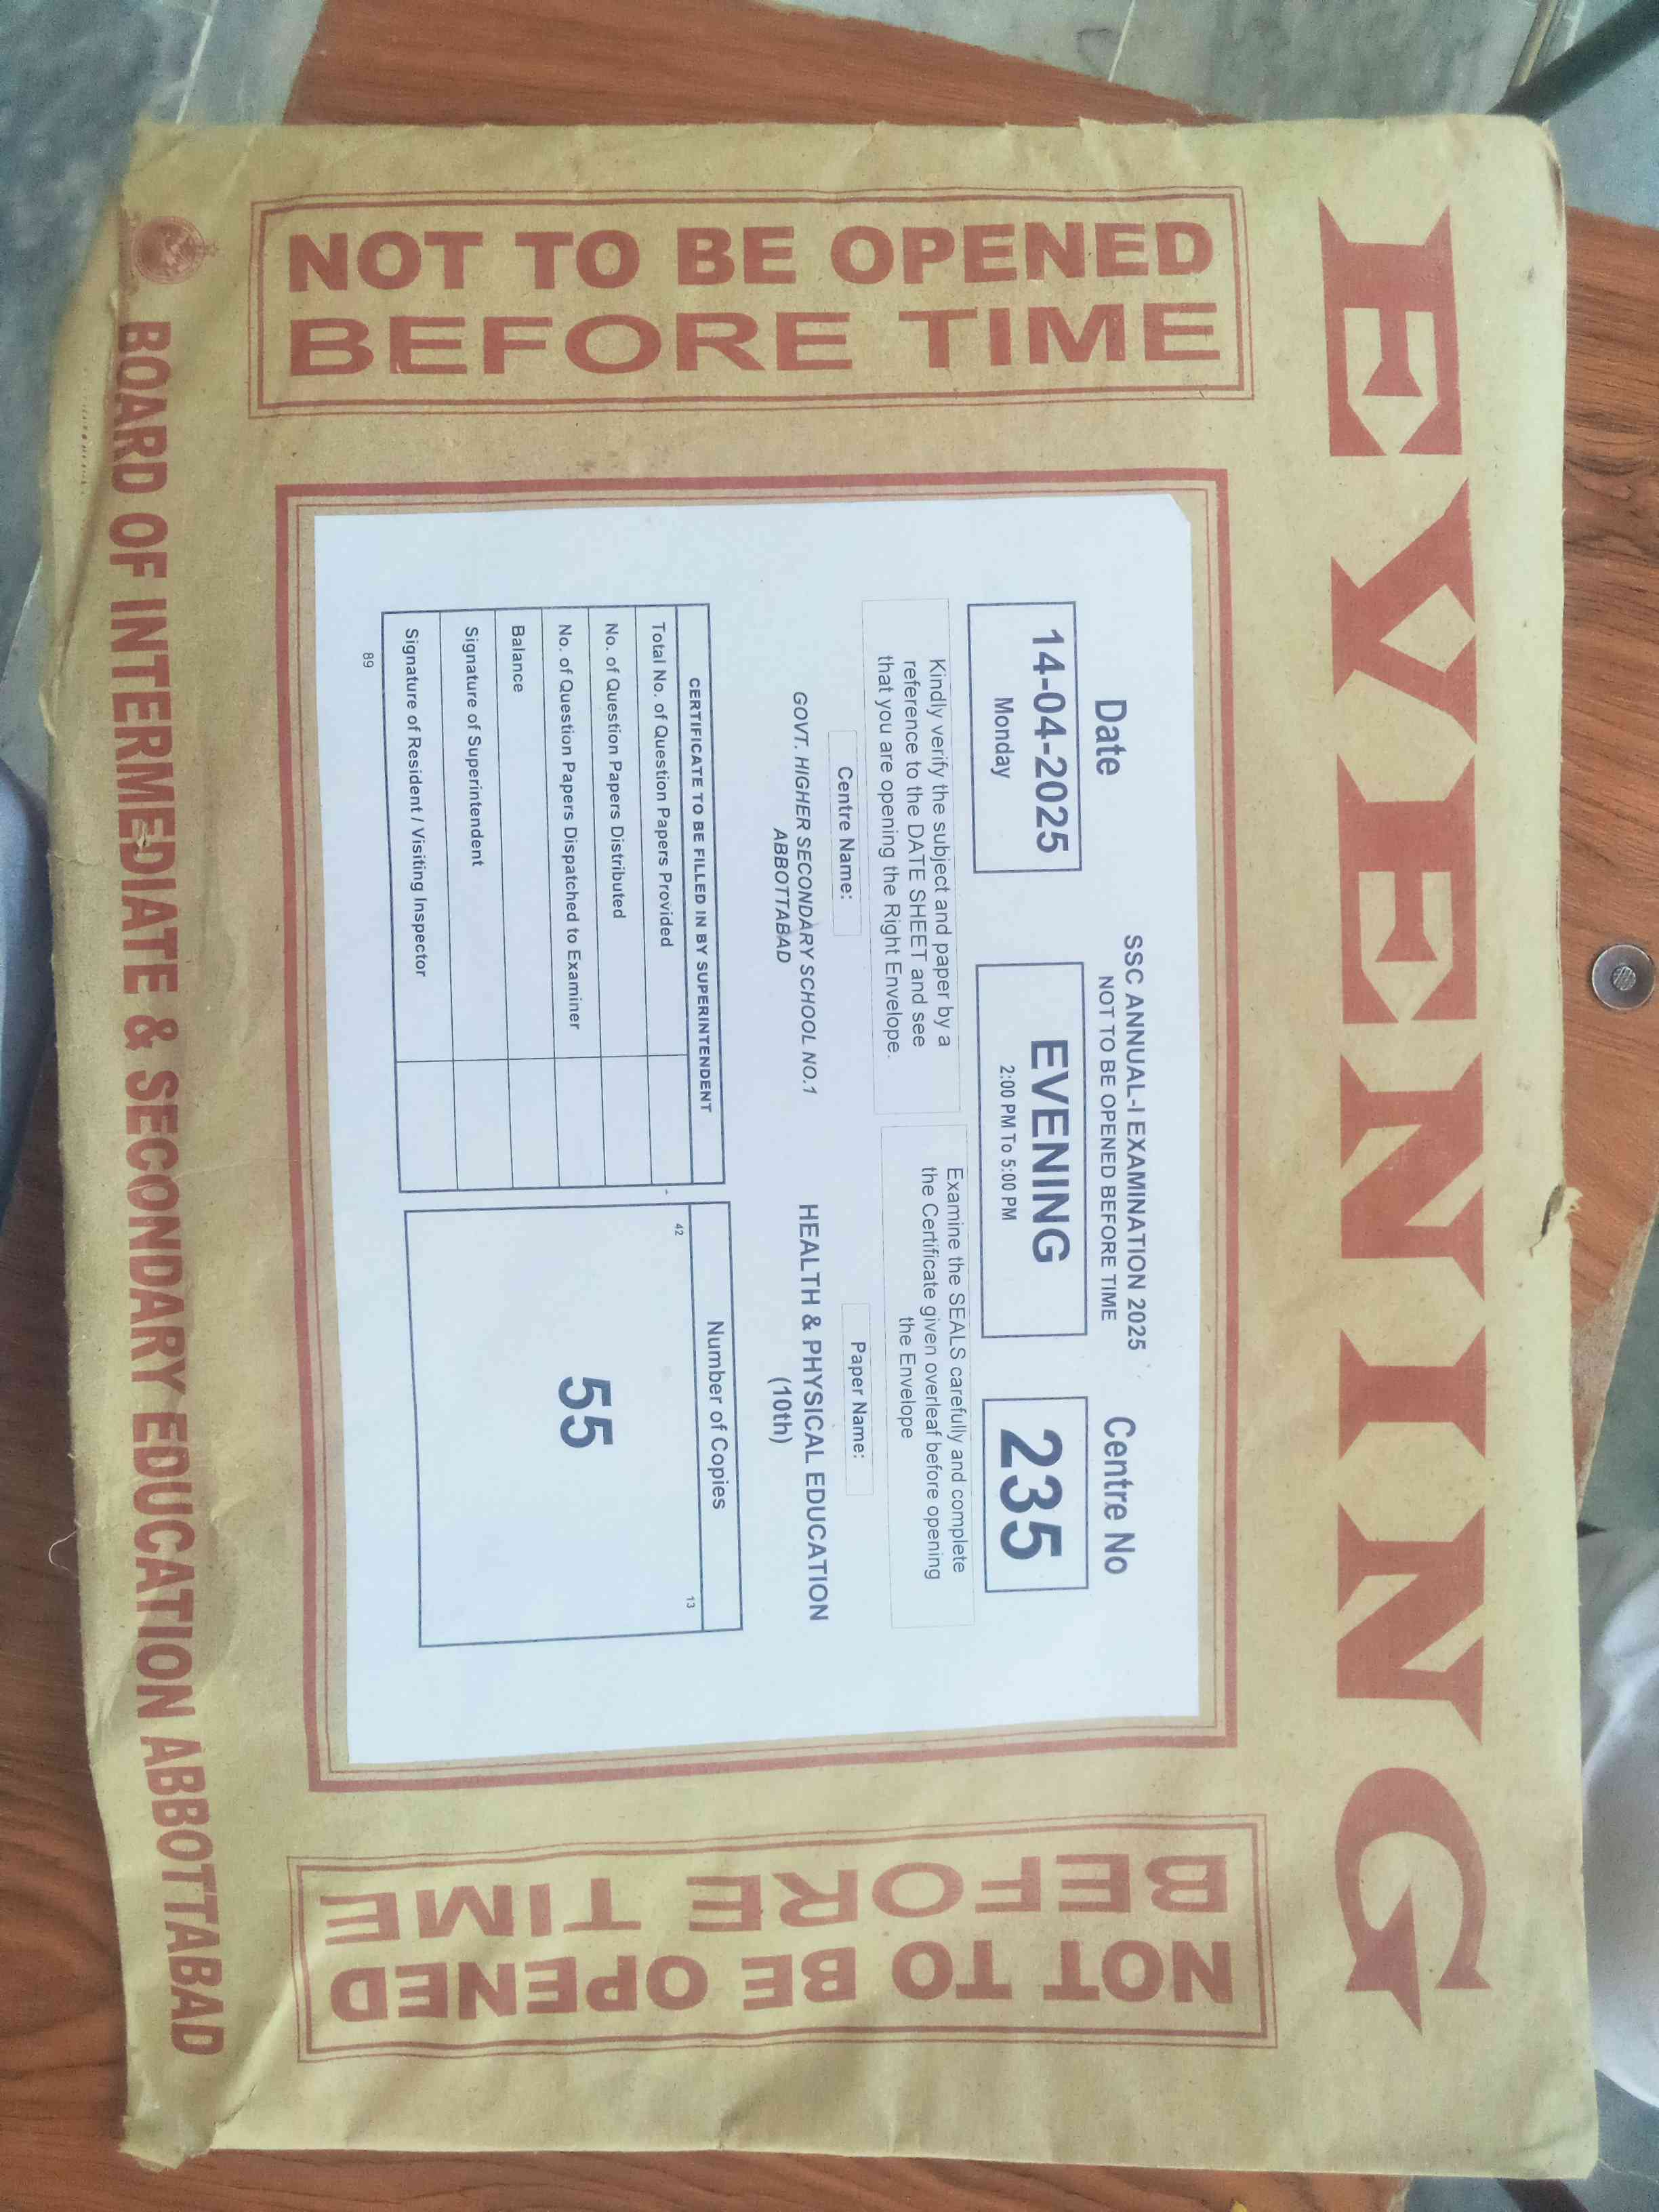 EVENING
NOT TO BE OPENED
BEFORE TIME
SSC ANNUAL-I EXAMINATION 2025
NOT TO BE OPENED BEFORE TIME
Date
14-04-2025
Monday
EVENING
2:00 PM To 5:00 PM
Centre No
235
Kindly verify the subject and paper by a
reference to the DATE SHEET and see
that you are opening the Right Envelope.
Examine the SEALS carefully and complete
the Certificate given overleaf before opening
the Envelope
Centre Name:
GOVT. HIGHER SECONDARY SCHOOL NO.1
ABBOTTABAD
Paper Name:
HEALTH & PHYSICAL EDUCATION
(10th)
CERTIFICATE TO BE FILLED IN BY SUPERINTENDENT
Total No. of Question Papers Provided
No. of Question Papers Distributed
No. of Question Papers Dispatched to Examiner
Balance
Signature of Superintendent
Signature of Resident / Visiting Inspector
89
Number of Copies
42
13
55
NOT TO BE OPENED
BEFORE TIME
BOARD OF INTERMEDIATE & SECONDARY EDUCATION ABBOTTABAD